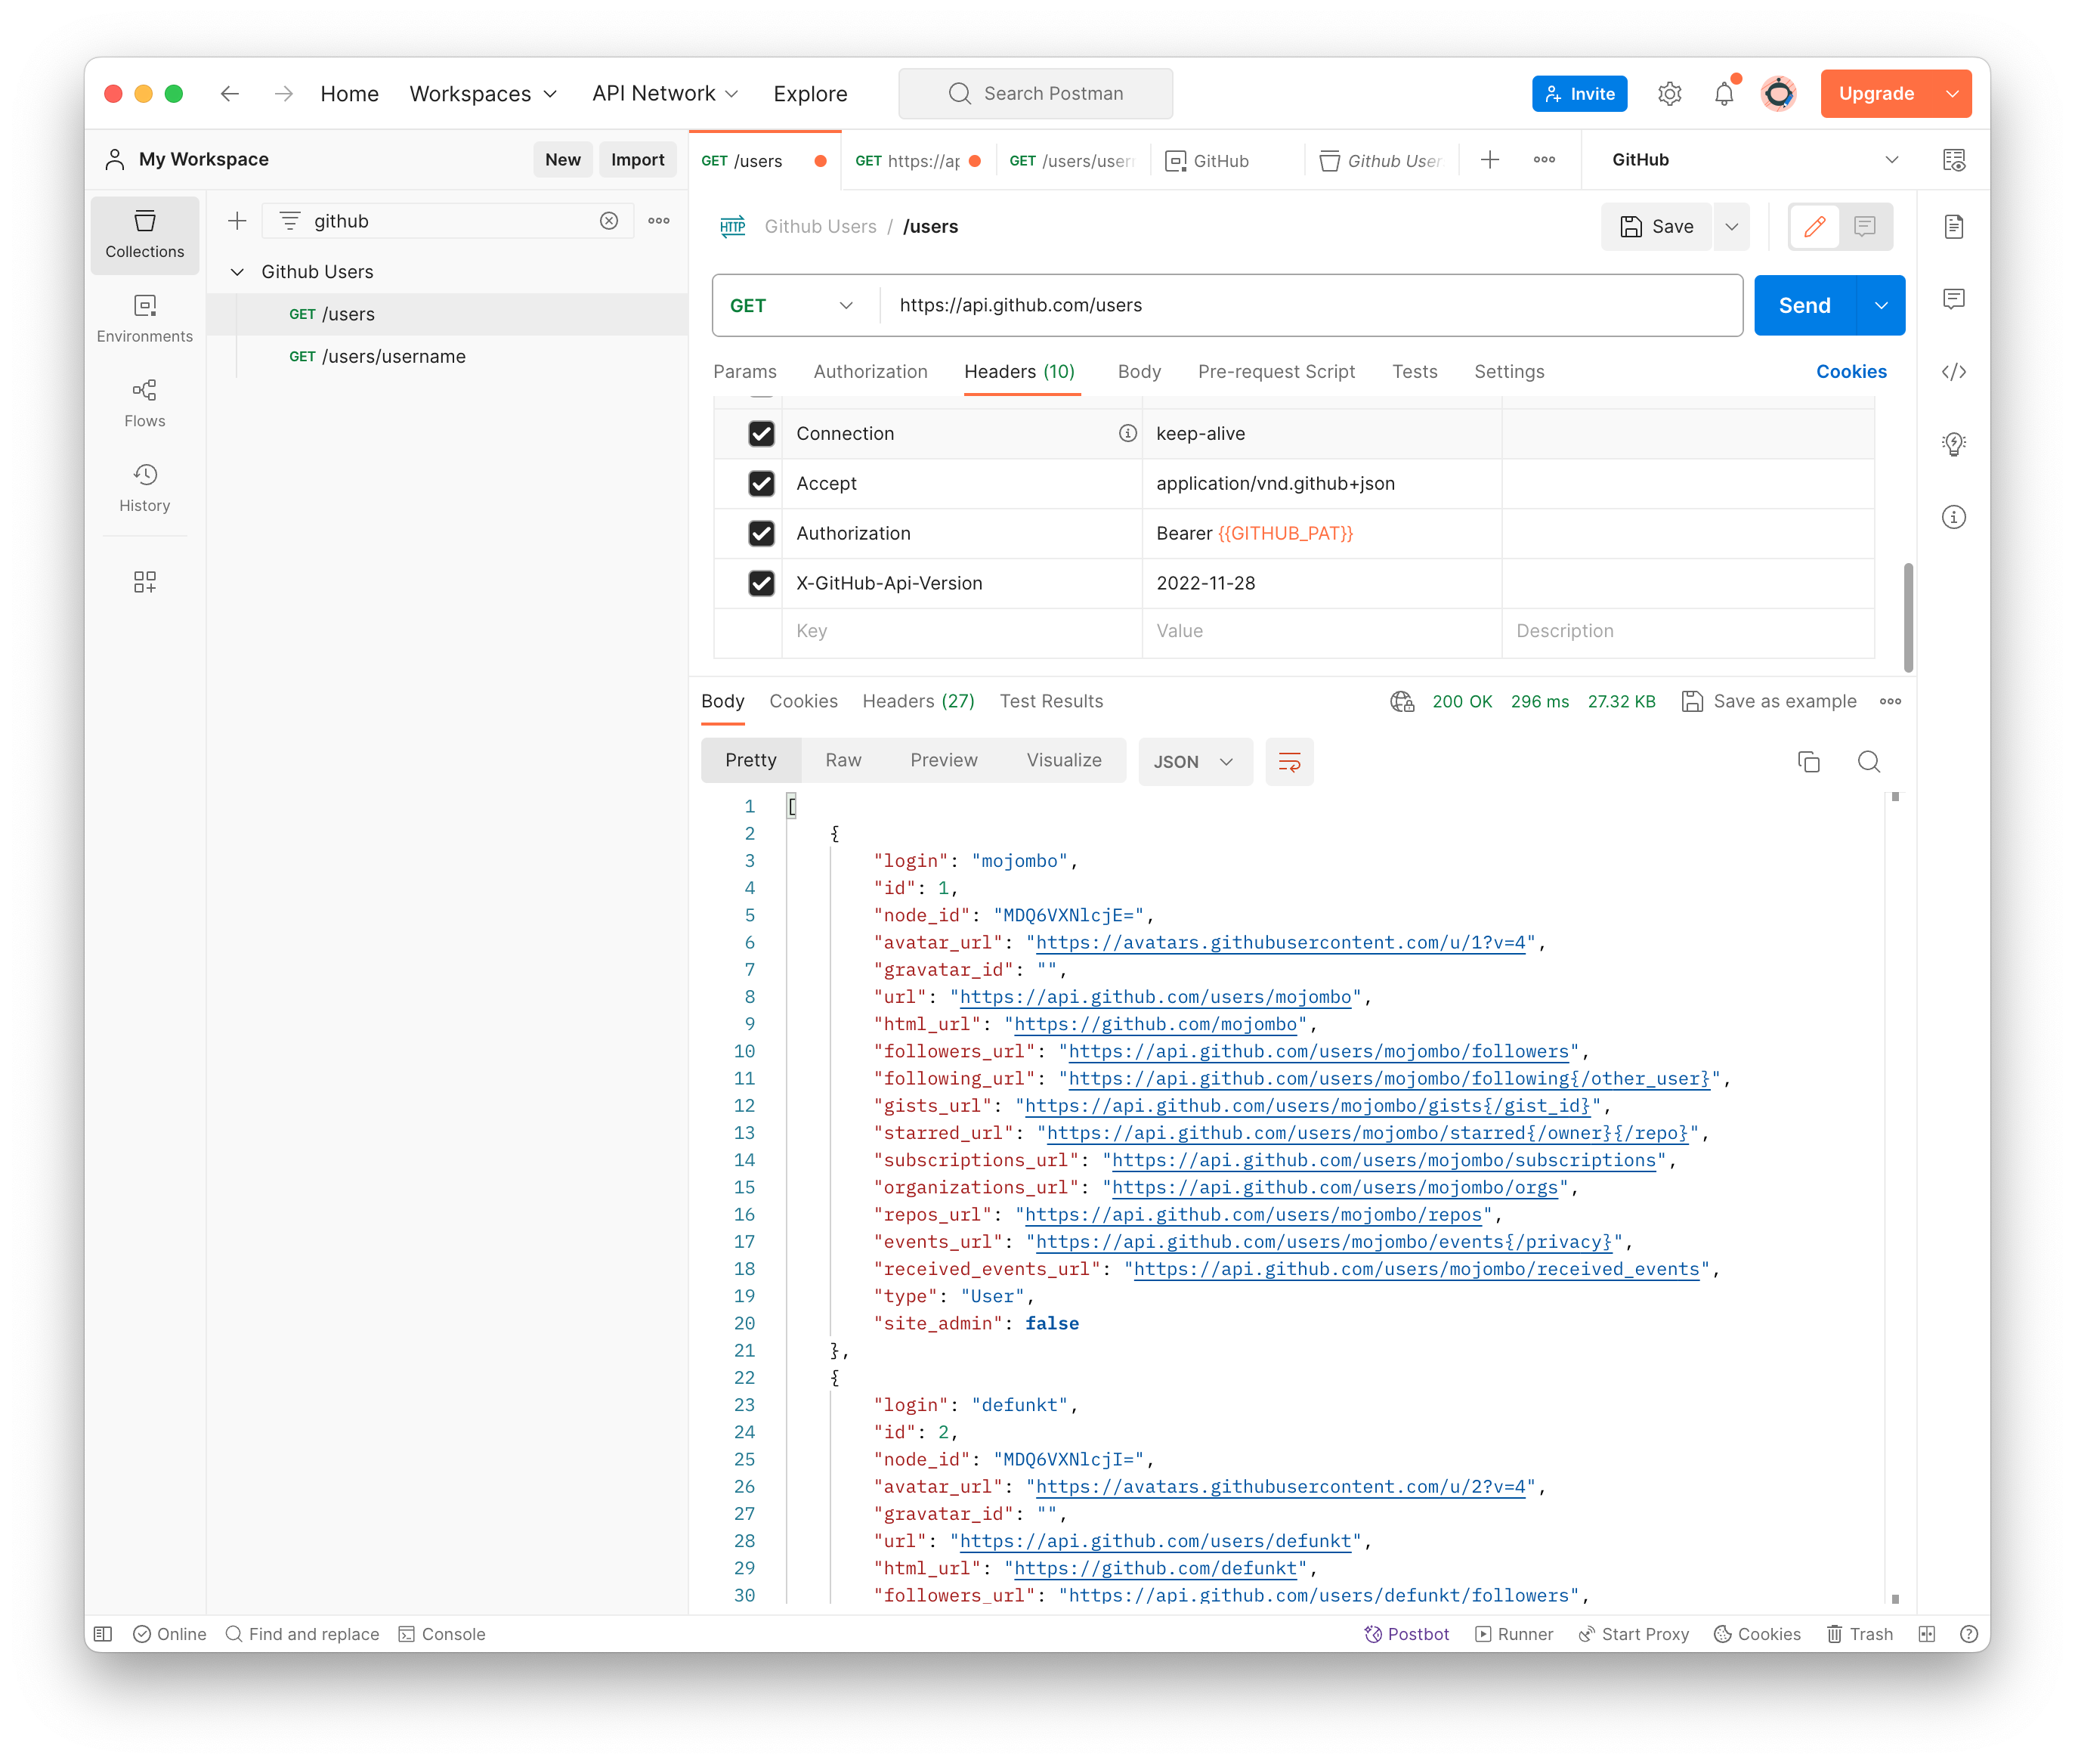 Home Workspaces API Network Explore Search Postman Invite Upgrade
My Workspace New Import GET /users GET https://ap GET /users/user GitHub Github User GitHub
Collections
Environments
Flows
History
github
Github Users
GET /users
GET /users/username
HTTP Github Users / /users Save
GET https://api.github.com/users Send
Params Authorization Headers (10) Body Pre-request Script Tests Settings Cookies
Connection keep-alive
Accept application/vnd.github+json
Authorization Bearer {{GITHUB_PAT}}
X-GitHub-Api-Version 2022-11-28
Key Value Description
Body Cookies Headers (27) Test Results 200 OK 296 ms 27.32 KB Save as example
Pretty Raw Preview Visualize JSON
1 [
2 {
3 "login": "mojombo",
4 "id": 1,
5 "node_id": "MDQ6VXNlcjE=",
6 "avatar_url": "https://avatars.githubusercontent.com/u/1?v=4",
7 "gravatar_id": "",
8 "url": "https://api.github.com/users/mojombo",
9 "html_url": "https://github.com/mojombo",
10 "followers_url": "https://api.github.com/users/mojombo/followers",
11 "following_url": "https://api.github.com/users/mojombo/following{/other_user}",
12 "gists_url": "https://api.github.com/users/mojombo/gists{/gist_id}",
13 "starred_url": "https://api.github.com/users/mojombo/starred{/owner}{/repo}",
14 "subscriptions_url": "https://api.github.com/users/mojombo/subscriptions",
15 "organizations_url": "https://api.github.com/users/mojombo/orgs",
16 "repos_url": "https://api.github.com/users/mojombo/repos",
17 "events_url": "https://api.github.com/users/mojombo/events{/privacy}",
18 "received_events_url": "https://api.github.com/users/mojombo/received_events",
19 "type": "User",
20 "site_admin": false
21 },
22 {
23 "login": "defunkt",
24 "id": 2,
25 "node_id": "MDQ6VXNlcjI=",
26 "avatar_url": "https://avatars.githubusercontent.com/u/2?v=4",
27 "gravatar_id": "",
28 "url": "https://api.github.com/users/defunkt",
29 "html_url": "https://github.com/defunkt",
30 "followers_url": "https://api.github.com/users/defunkt/followers",
Online Find and replace Console Postbot Runner Start Proxy Cookies Trash